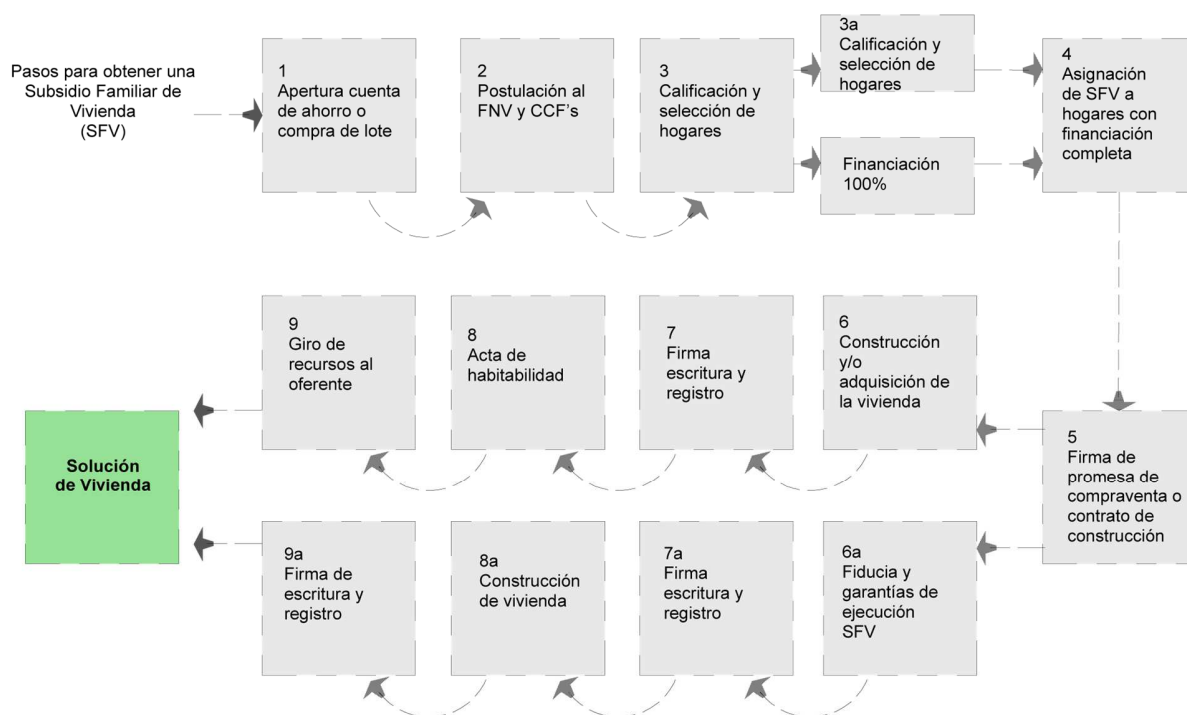 Pasos para obtener una
Subsidio Familiar de
Vivienda
(SFV)
1
Apertura cuenta
de ahorro o
compra de lote
2
Postulación al
FNV y CCF's
3
Calificación y
selección de
hogares
3a
Calificación y
selección de
hogares
Financiación
100%
4
Asignación
de SFV a
hogares con
financiación
completa
5
Firma de
promesa de
compraventa o
contrato de
construcción
6
Construcción
y/o
adquisición de
la vivienda
7
Firma
escritura y
registro
8
Acta de
habitabilidad
9
Giro de
recursos al
oferente
6a
Fiducia y
garantías de
ejecución
SFV
7a
Firma
escritura y
registro
8a
Construcción
de vivienda
9a
Firma de
escritura y
registro
Solución
de Vivienda